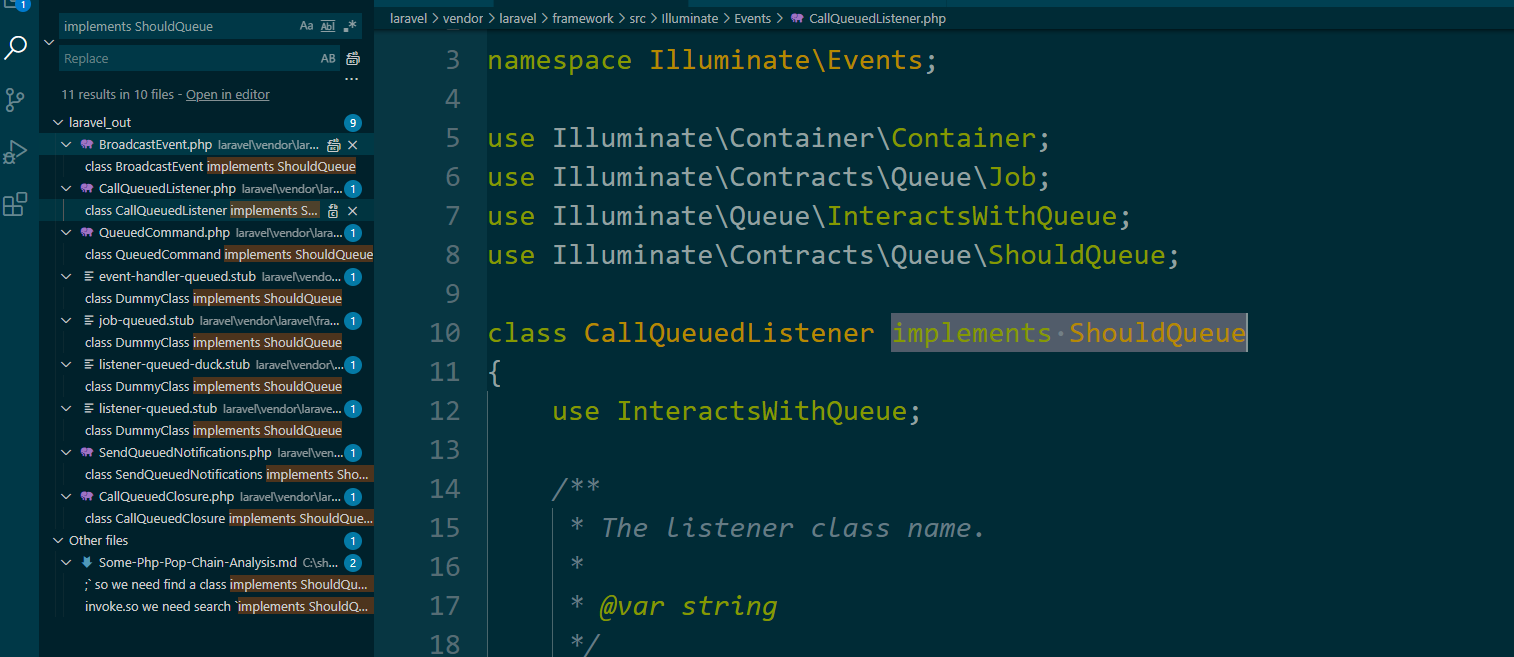 1
implements ShouldQueue
Aa
Abl
.*
Replace
AB
...
11 results in 10 files - Open in editor
laravel_out 9
BroadcastEvent.php laravel\vendor\lar...
class BroadcastEvent implements ShouldQueue
CallQueuedListener.php laravel\vendor\lar... 1
class CallQueuedListener implements S...
QueuedCommand.php laravel\vendor\lara... 1
class QueuedCommand implements ShouldQueue
event-handler-queued.stub laravel\vendo... 1
class DummyClass implements ShouldQueue
job-queued.stub laravel\vendor\laravel\fra... 1
class DummyClass implements ShouldQueue
listener-queued-duck.stub laravel\vendor\... 1
class DummyClass implements ShouldQueue
listener-queued.stub laravel\vendor\larave... 1
class DummyClass implements ShouldQueue
SendQueuedNotifications.php laravel\ven... 1
class SendQueuedNotifications implements Sho...
CallQueuedClosure.php laravel\vendor\lar... 1
class CallQueuedClosure implements ShouldQue...
Other files 1
Some-Php-Pop-Chain-Analysis.md C:\sh... 2
;` so we need find a class implements ShouldQu...
invoke.so we need search `implements ShouldQ...
laravel > vendor > laravel > framework > src > Illuminate > Events > CallQueuedListener.php
3 namespace Illuminate\Events;
4
5 use Illuminate\Container\Container;
6 use Illuminate\Contracts\Queue\Job;
7 use Illuminate\Queue\InteractsWithQueue;
8 use Illuminate\Contracts\Queue\ShouldQueue;
9
10 class CallQueuedListener implements·ShouldQueue
11 {
12 use InteractsWithQueue;
13
14 /**
15 * The listener class name.
16 *
17 * @var string
18 */